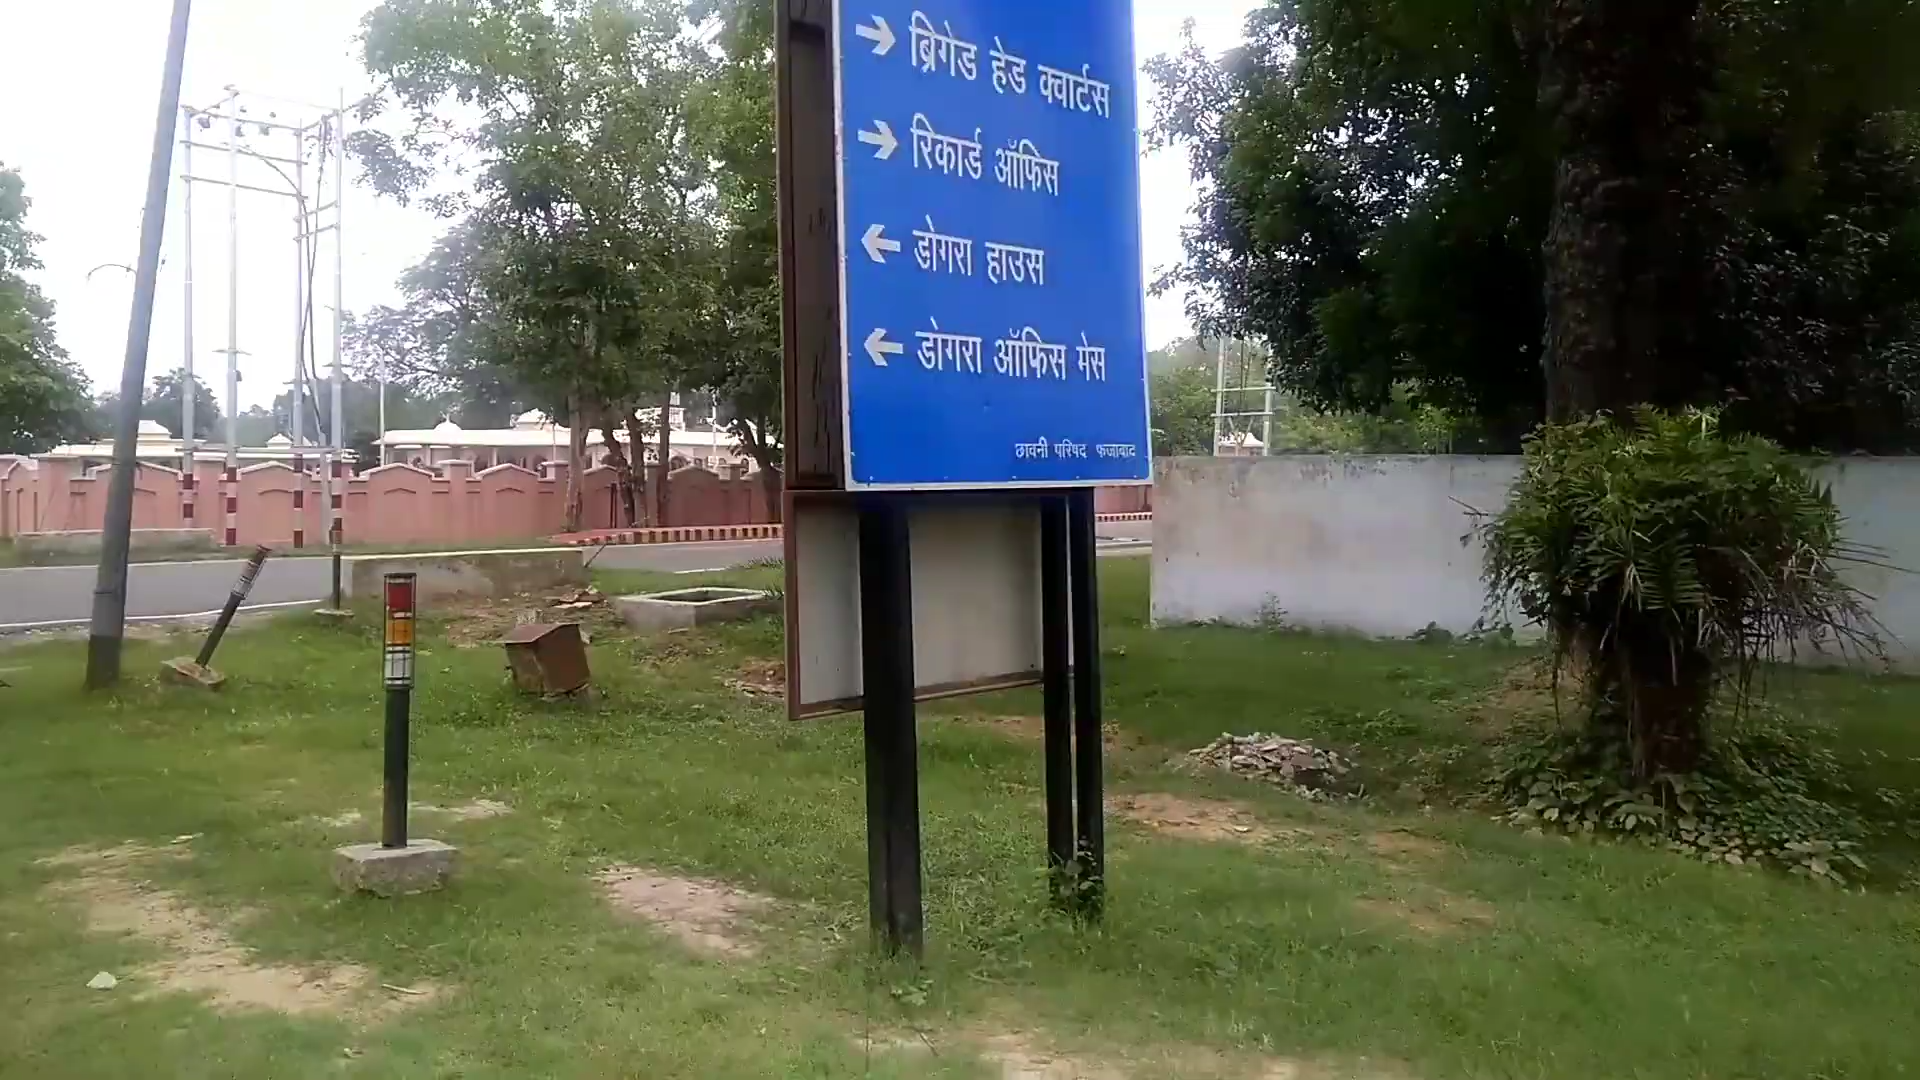 → ब्रिगेड हेड क्वार्टस
→ रिकार्ड ऑफिस
← डोगरा हाउस
← डोगरा ऑफिस मेस
छावनी परिषद फैजाबाद